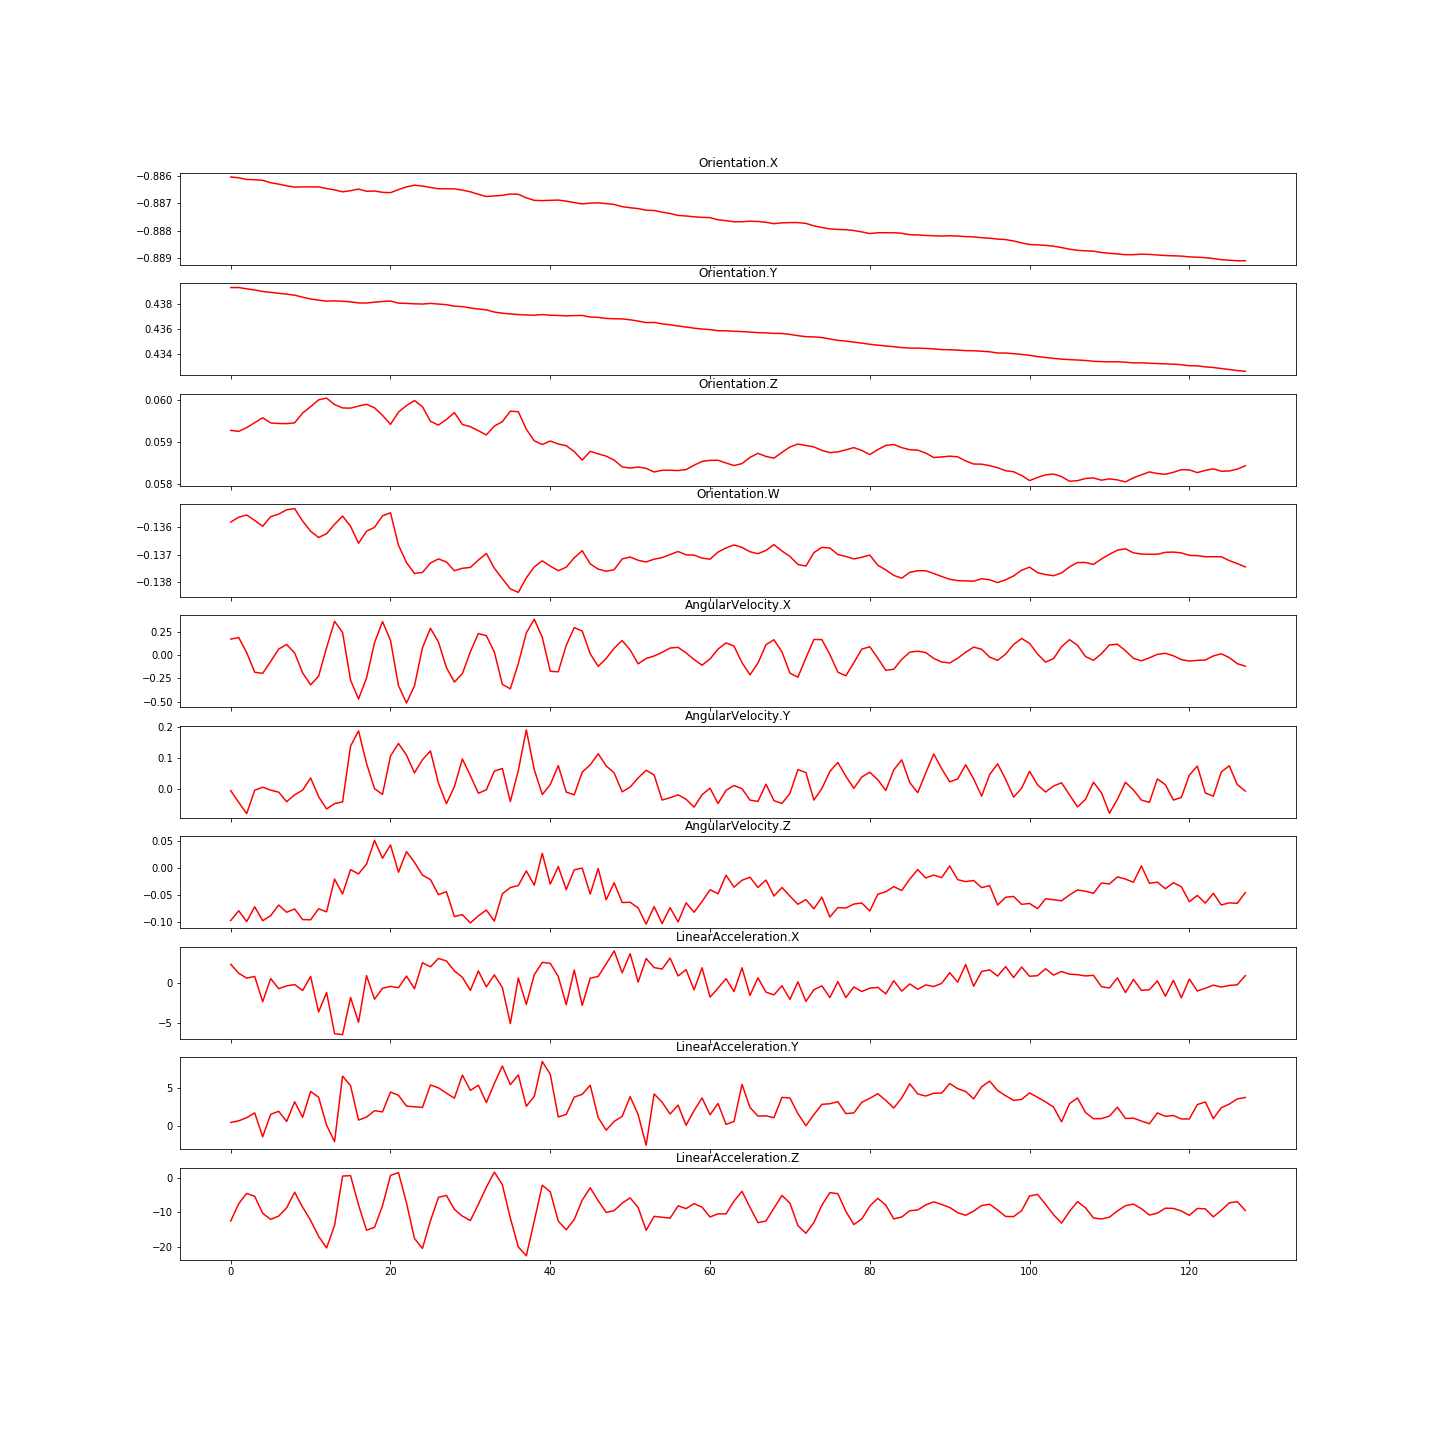 Orientation.X
−0.886
−0.887
−0.888
−0.889
Orientation.Y
0.438
0.436
0.434
Orientation.Z
0.060
0.059
0.058
Orientation.W
−0.136
−0.137
−0.138
AngularVelocity.X
0.25
0.00
−0.25
−0.50
AngularVelocity.Y
0.2
0.1
0.0
AngularVelocity.Z
0.05
0.00
−0.05
−0.10
LinearAcceleration.X
0
−5
LinearAcceleration.Y
5
0
LinearAcceleration.Z
0
−10
−20
0 20 40 60 80 100 120